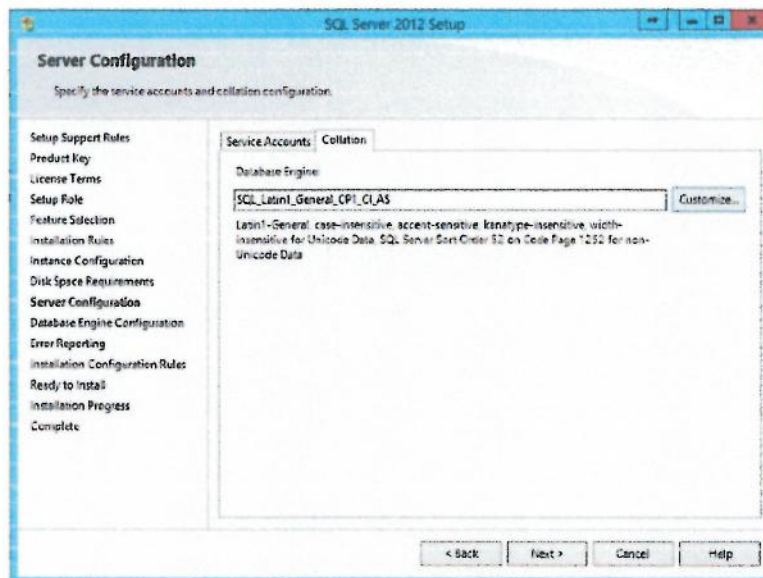 SQL Server 2012 Setup
Server Configuration
Specify the service accounts and collation configuration.
Setup Support Rules
Product Key
License Terms
Setup Role
Feature Selection
Installation Rules
Instance Configuration
Disk Space Requirements
Server Configuration
Database Engine Configuration
Error Reporting
Installation Configuration Rules
Ready to Install
Installation Progress
Complete
Service Accounts
Collation
Database Engine:
SQL_Latin1_General_CP1_CI_AS
Customize...
Latin1-General, case-insensitive, accent-sensitive, kanatype-insensitive, width-
insensitive for Unicode Data, SQL Server Sort Order 52 on Code Page 1252 for non-
Unicode Data
< Back
Next >
Cancel
Help